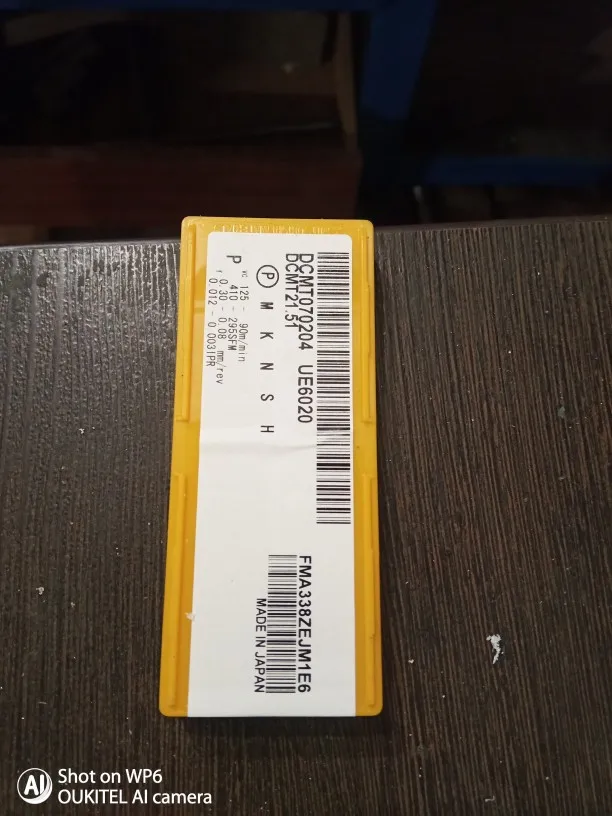 DCMT070204 UE6020
DCMT21.51
P M K N S H
P vc 125 - 90m/min
410 - 295SFM
f 0.30 - 0.08 mm/rev
0.012 - 0.003IPR
FMA338ZEJM1E6
MADE IN JAPAN
AI Shot on WP6
OUKITEL AI camera